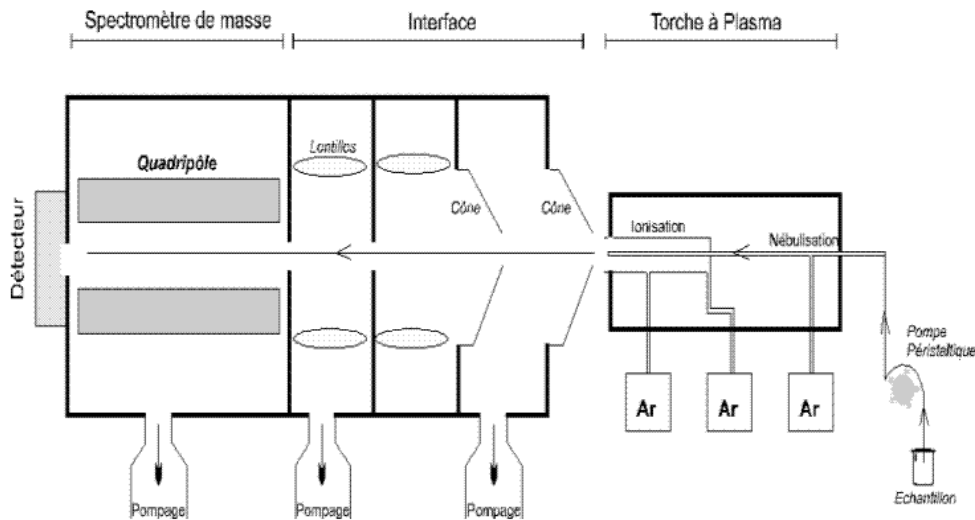 Spectromètre de masse
Interface
Torche à Plasma
Quadripôle
Lentilles
Cône
Cône
Ionisation
Nébulisation
Détecteur
Pompe
Péristaltique
Ar
Ar
Ar
Echantillon
Pompage
Pompage
Pompage